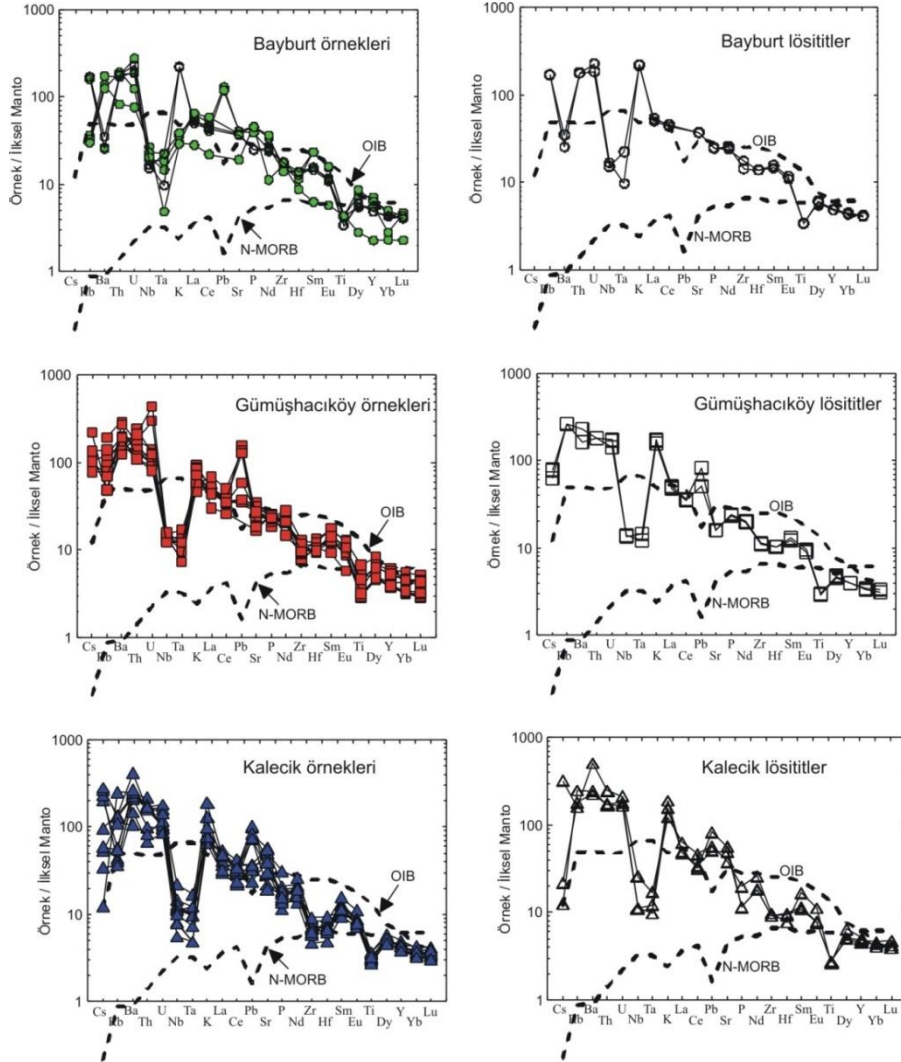 1000
100
10
1
Örnek / İlksel Manto
Bayburt örnekleri
OIB
N-MORB
Cs Rb Ba Th U Nb Ta K La Ce Pb Sr P Nd Zr Hf Sm Eu Ti Dy Y Yb Lu
1000
100
10
1
Örnek / İlksel Manto
Bayburt lösititler
OIB
N-MORB
Cs Rb Ba Th U Nb Ta K La Ce Pb Sr P Nd Zr Hf Sm Eu Ti Dy Y Yb Lu
1000
100
10
1
Örnek / İlksel Manto
Gümüşhacıköy örnekleri
OIB
N-MORB
Cs Rb Ba Th U Nb Ta K La Ce Pb Sr P Nd Zr Hf Sm Eu Ti Dy Y Yb Lu
1000
100
10
1
Örnek / İlksel Manto
Gümüşhacıköy lösititler
OIB
N-MORB
Cs Rb Ba Th U Nb Ta K La Ce Pb Sr P Nd Zr Hf Sm Eu Ti Dy Y Yb Lu
1000
100
10
1
Örnek / İlksel Manto
Kalecik örnekleri
OIB
N-MORB
Cs Rb Ba Th U Nb Ta K La Ce Pb Sr P Nd Zr Hf Sm Eu Ti Dy Y Yb Lu
1000
100
10
1
Örnek / İlksel Manto
Kalecik lösititler
OIB
N-MORB
Cs Rb Ba Th U Nb Ta K La Ce Pb Sr P Nd Zr Hf Sm Eu Ti Dy Y Yb Lu